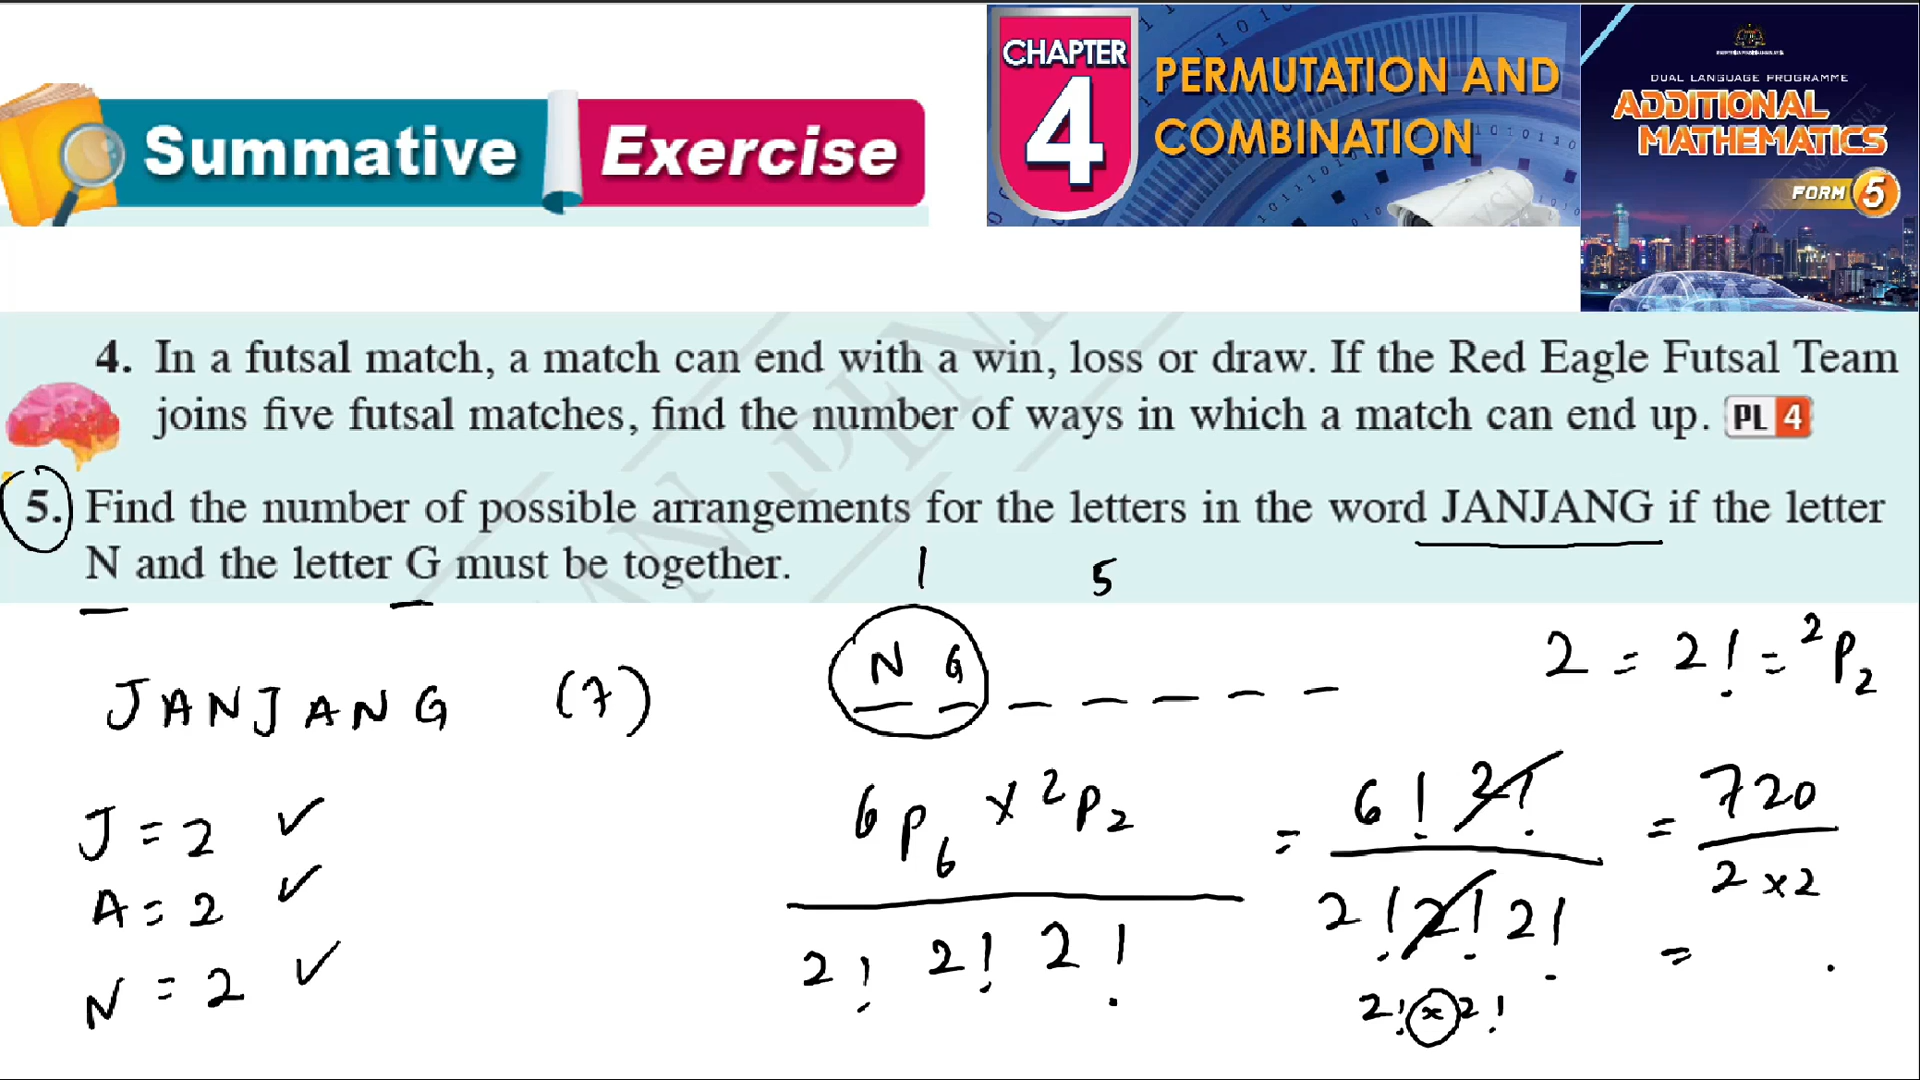 CHAPTER
4
PERMUTATION AND
COMBINATION
DUAL LANGUAGE PROGRAMME
ADDITIONAL
MATHEMATICS
FORM 5
Summative Exercise
4. In a futsal match, a match can end with a win, loss or draw. If the Red Eagle Futsal Team
joins five futsal matches, find the number of ways in which a match can end up. PL 4
5. Find the number of possible arrangements for the letters in the word JANJANG if the letter
N and the letter G must be together.
1 5
JANJANG (7)
N G _ _ _ _ _
2 = 2! = ²P₂
J = 2 ✓
A = 2 ✓
N = 2 ✓
⁶P₆ × ²P₂
2! 2! 2!
= 6! 2!
2! 2! 2!
2! × 2!
= 720
2 × 2
= .